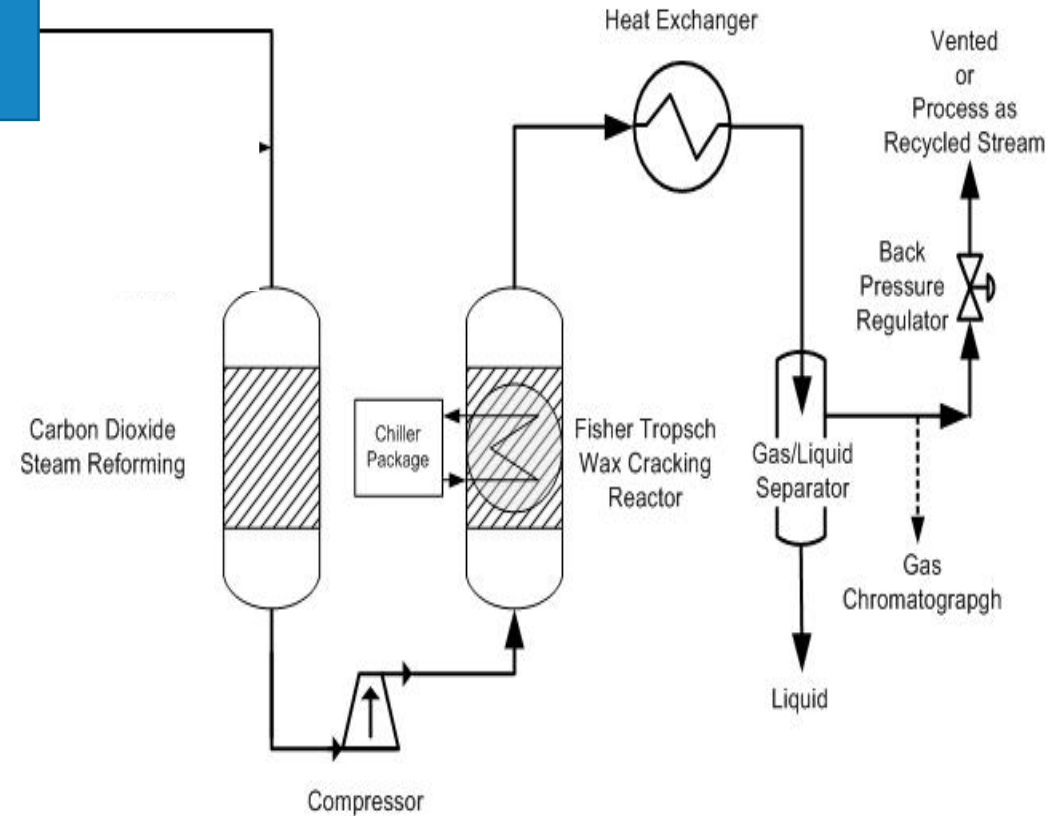 Heat Exchanger
Vented
or
Process as
Recycled Stream
Back
Pressure
Regulator
Carbon Dioxide
Steam Reforming
Chiller
Package
Fisher Tropsch
Wax Cracking
Reactor
Gas/Liquid
Separator
Gas
Chromatograpgh
Liquid
Compressor